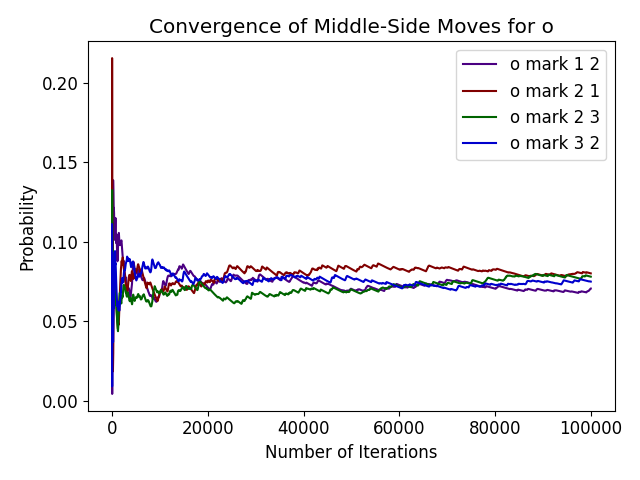 Convergence of Middle-Side Moves for o
o mark 1 2
o mark 2 1
o mark 2 3
o mark 3 2
Probability
0.20
0.15
0.10
0.05
0.00
0 20000 40000 60000 80000 100000
Number of Iterations